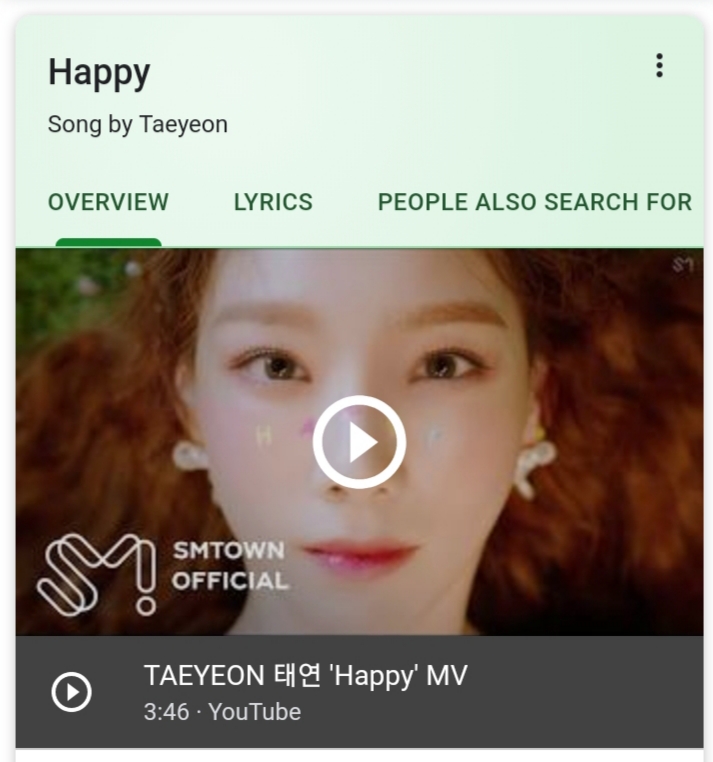 Happy
Song by Taeyeon
OVERVIEW LYRICS PEOPLE ALSO SEARCH FOR
SM
H P
SMTOWN
OFFICIAL
TAEYEON 태연 'Happy' MV
3:46 · YouTube